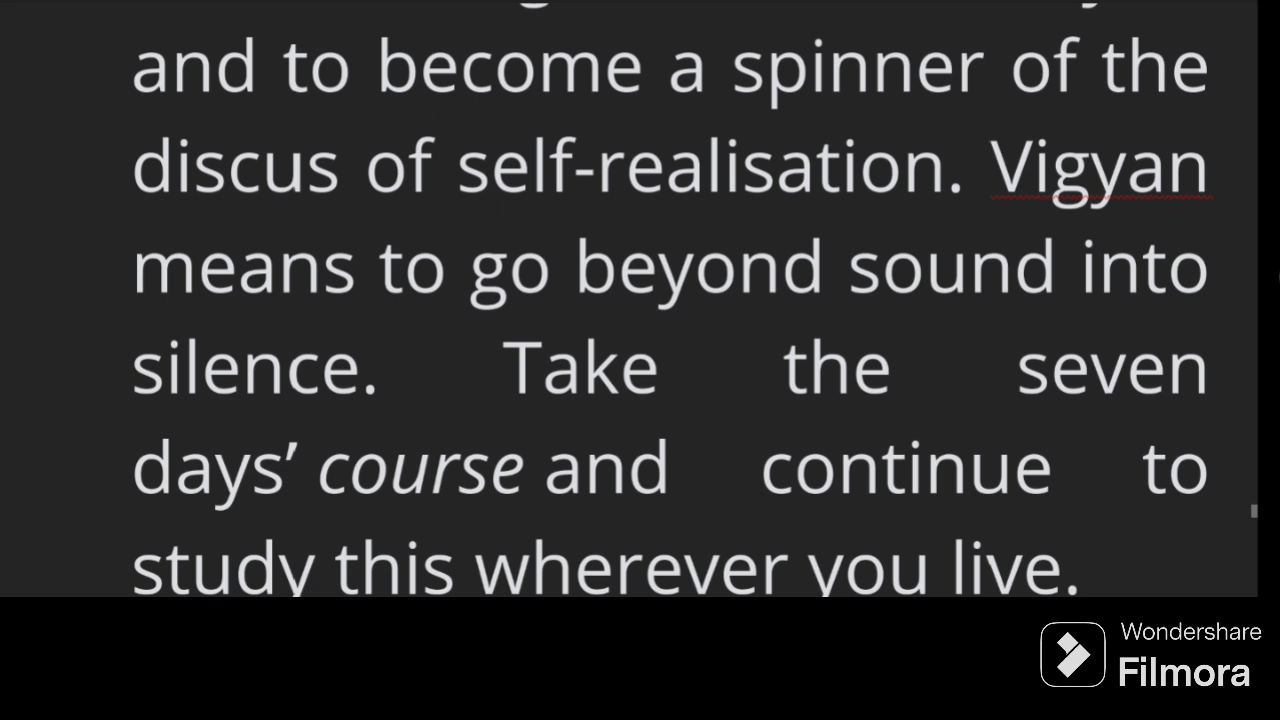 and to become a spinner of the
discus of self-realisation. Vigyan
means to go beyond sound into
silence. Take the seven
days’ course and continue to
study this wherever you live.
Wondershare
Filmora